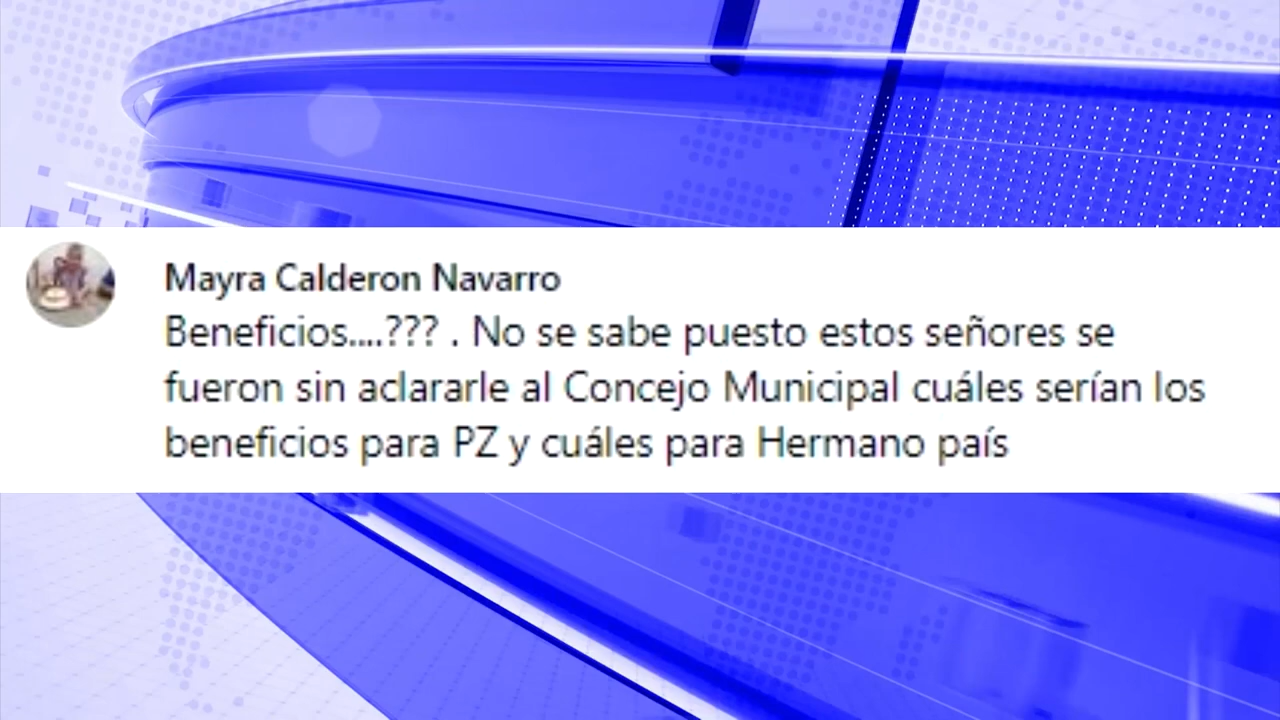 Mayra Calderon Navarro
Beneficios....??? . No se sabe puesto estos señores se
fueron sin aclararle al Concejo Municipal cuáles serían los
beneficios para PZ y cuáles para Hermano país